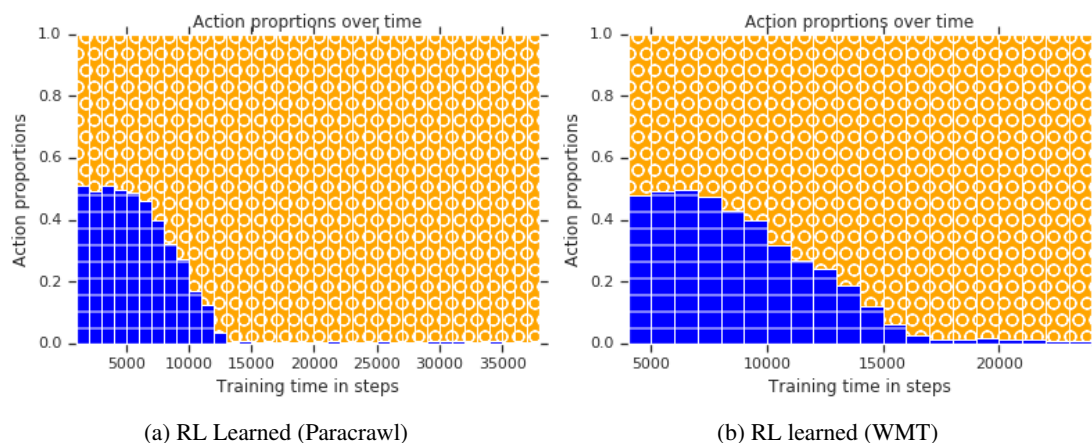 Action proprtions over time
Action proportions
1.0
0.8
0.6
0.4
0.2
0.0
5000 10000 15000 20000 25000 30000 35000
Training time in steps
(a) RL Learned (Paracrawl)
Action proprtions over time
Action proportions
1.0
0.8
0.6
0.4
0.2
0.0
5000 10000 15000 20000
Training time in steps
(b) RL learned (WMT)